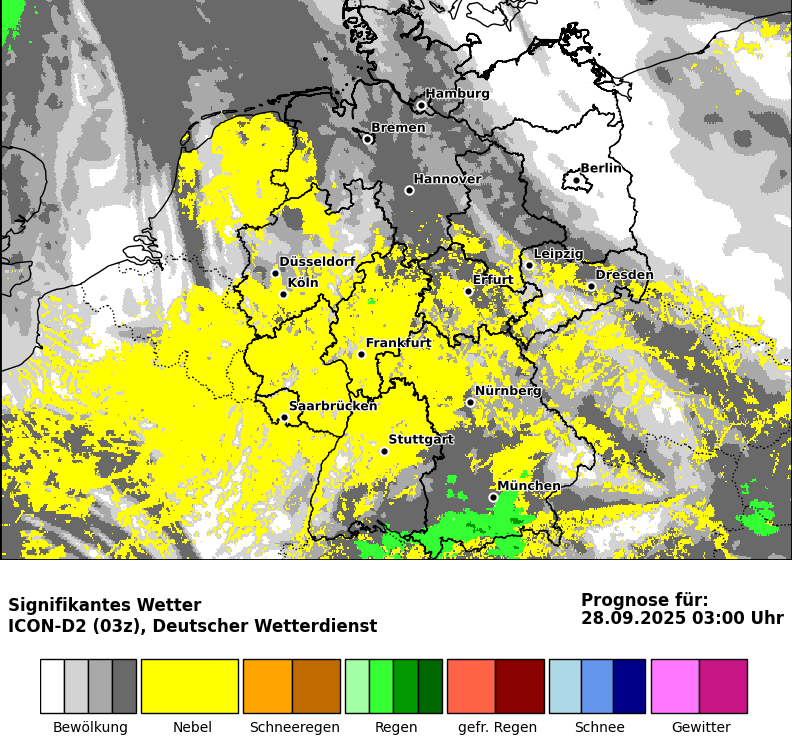 Hamburg
Bremen
Berlin
Hannover
Leipzig
Düsseldorf
Dresden
Köln
Erfurt
Frankfurt
Nürnberg
Saarbrücken
Stuttgart
München
Signifikantes Wetter
ICON-D2 (03z), Deutscher Wetterdienst
Prognose für:
28.09.2025 03:00 Uhr
Bewölkung Nebel Schneeregen Regen gefr. Regen Schnee Gewitter